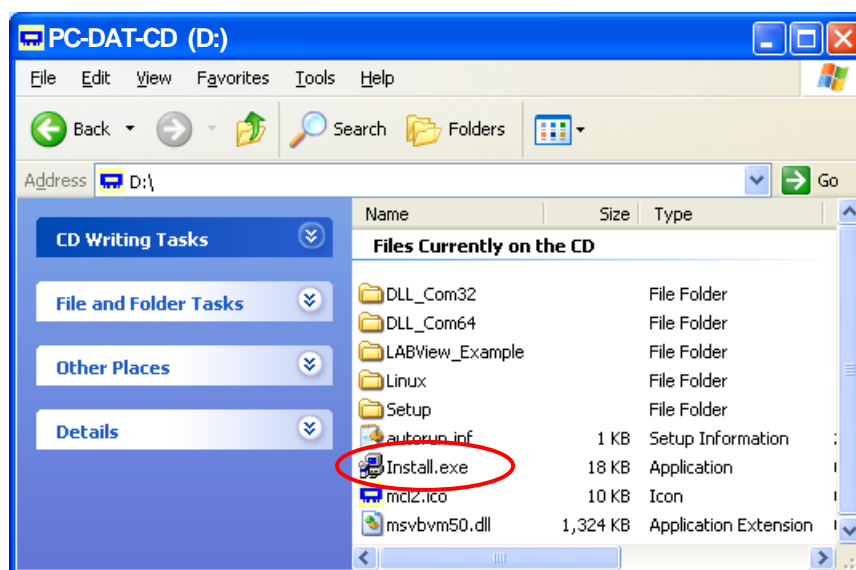 PC-DAT-CD (D:)
File Edit View Favorites Tools Help
Back Search Folders
Address D:\ Go
Name Size Type
CD Writing Tasks
Files Currently on the CD
File and Folder Tasks
Other Places
Details
DLL_Com32 File Folder
DLL_Com64 File Folder
LABView_Example File Folder
Linux File Folder
Setup File Folder
autorun.inf 1 KB Setup Information
Install.exe 18 KB Application
mcl2.ico 10 KB Icon
msvbvm50.dll 1,324 KB Application Extension